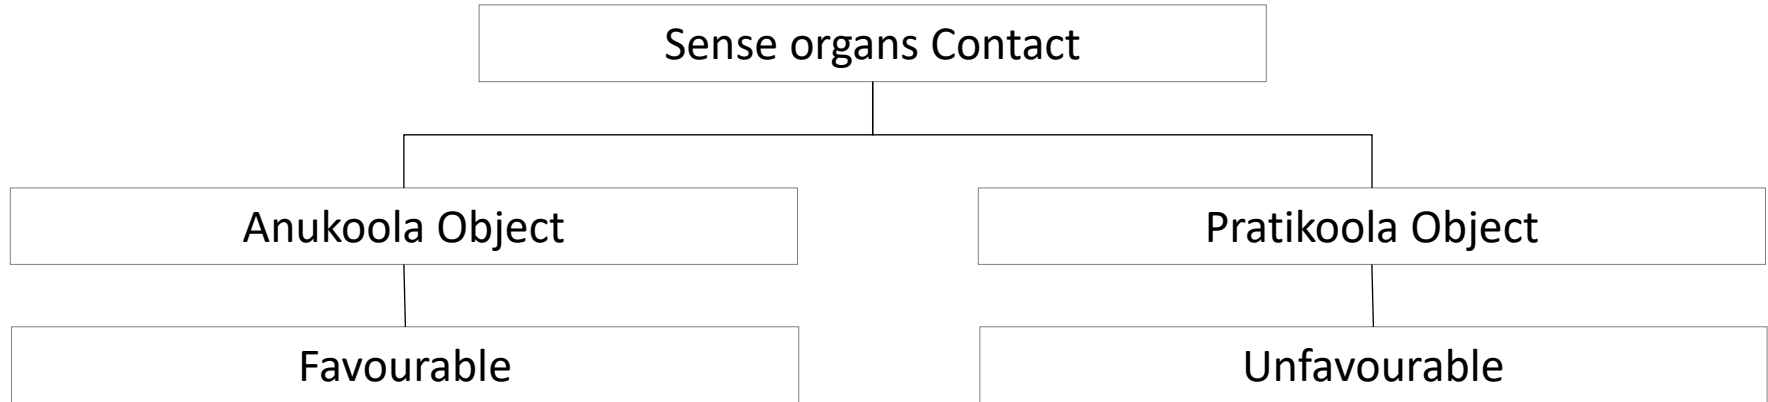 Sense organs Contact
Anukoola Object
Pratikoola Object
Favourable
Unfavourable